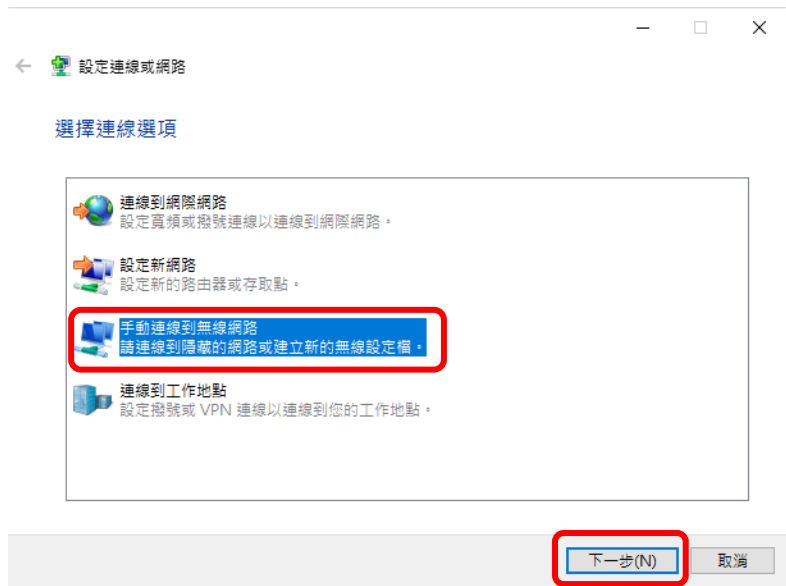 設定連線或網路
選擇連線選項
連線到網際網路
設定寬頻或撥號連線以連線到網際網路。
設定新網路
設定新的路由器或存取點。
手動連線到無線網路
請連線到隱藏的網路或建立新的無線設定檔。
連線到工作地點
設定撥號或 VPN 連線以連線到您的工作地點。
下一步(N)
取消